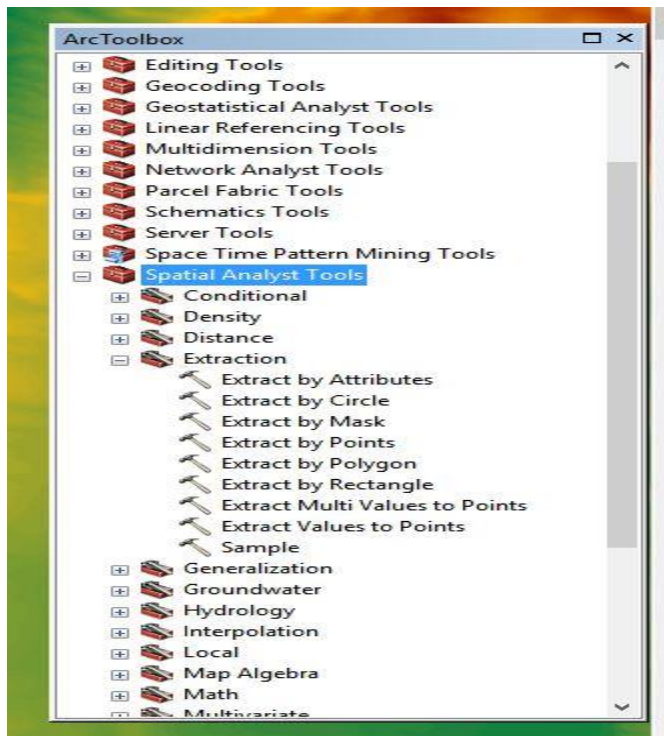 ArcToolbox
Editing Tools
Geocoding Tools
Geostatistical Analyst Tools
Linear Referencing Tools
Multidimension Tools
Network Analyst Tools
Parcel Fabric Tools
Schematics Tools
Server Tools
Space Time Pattern Mining Tools
Spatial Analyst Tools
Conditional
Density
Distance
Extraction
Extract by Attributes
Extract by Circle
Extract by Mask
Extract by Points
Extract by Polygon
Extract by Rectangle
Extract Multi Values to Points
Extract Values to Points
Sample
Generalization
Groundwater
Hydrology
Interpolation
Local
Map Algebra
Math
Multivariate